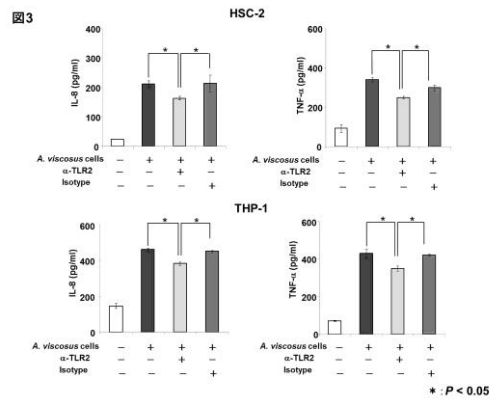 図3
HSC-2
IL-8 (pg/ml)
400
300
200
100
0
* *
A. viscosus cells – + + +
α-TLR2 – – + –
Isotype – – – +
TNF-α (pg/ml)
600
400
200
0
* *
A. viscosus cells – + + +
α-TLR2 – – + –
Isotype – – – +
THP-1
IL-8 (pg/ml)
600
400
200
0
* *
A. viscosus cells – + + +
α-TLR2 – – + –
Isotype – – – +
TNF-α (pg/ml)
600
400
200
0
* *
A. viscosus cells – + + +
α-TLR2 – – + –
Isotype – – – +
* : P < 0.05